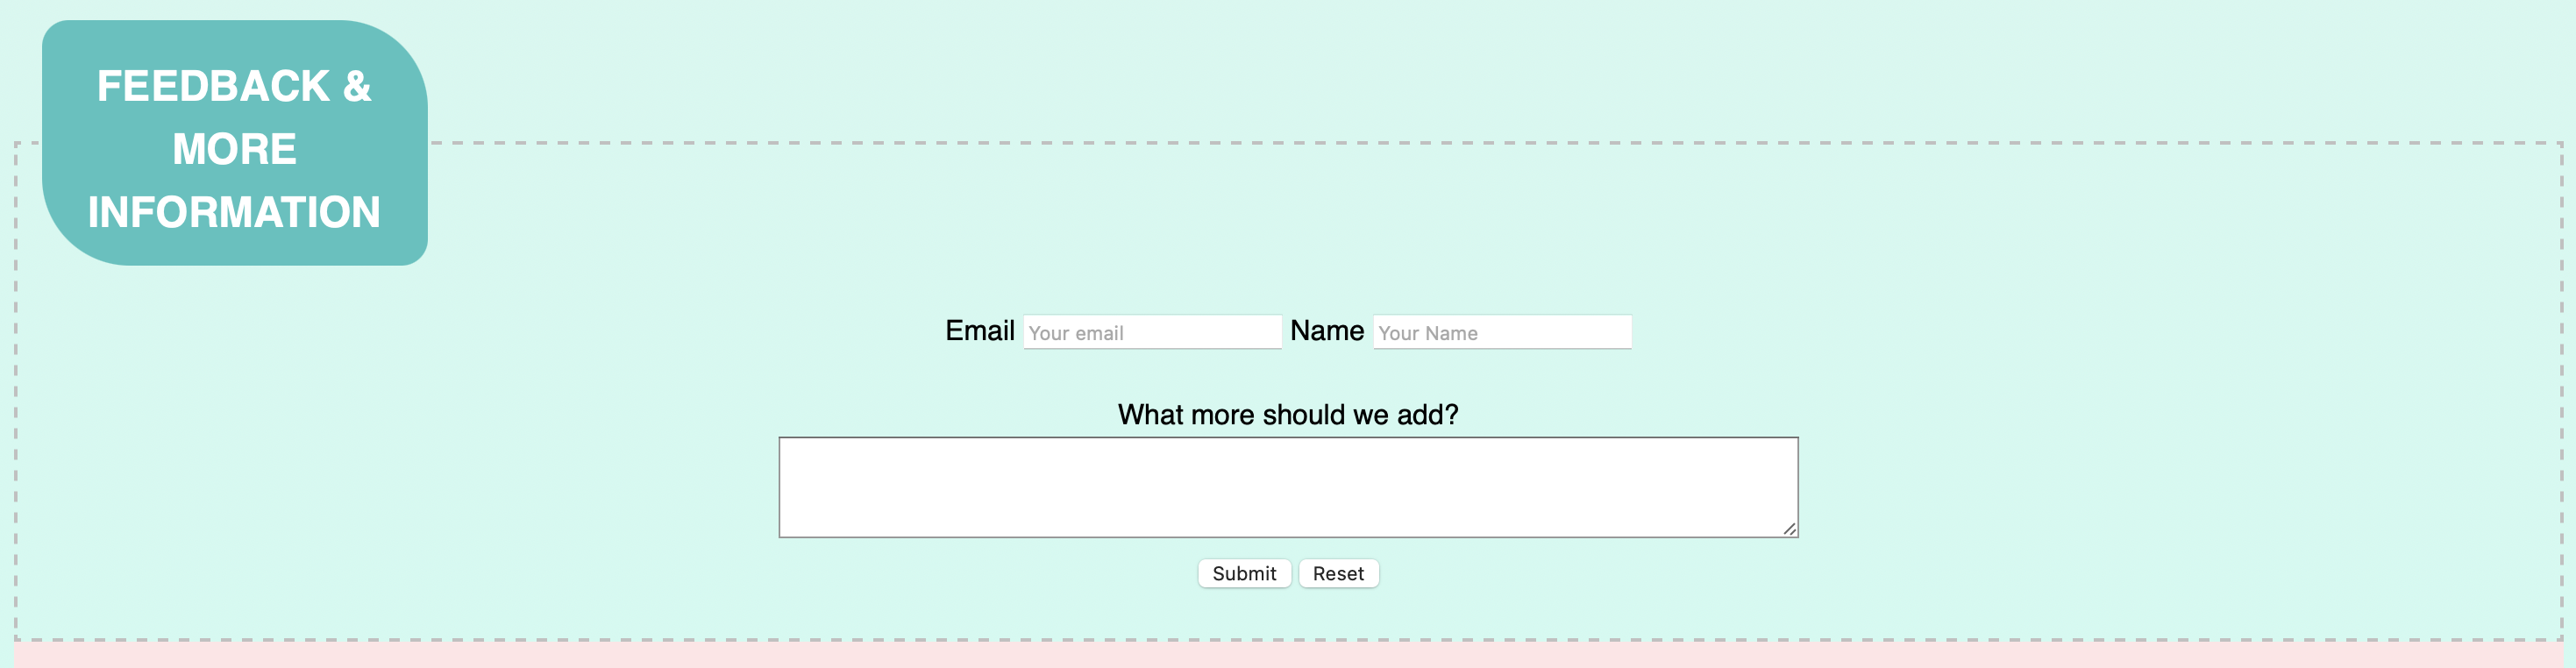 FEEDBACK &
MORE
INFORMATION
Email Your email Name Your Name
What more should we add?
Submit Reset